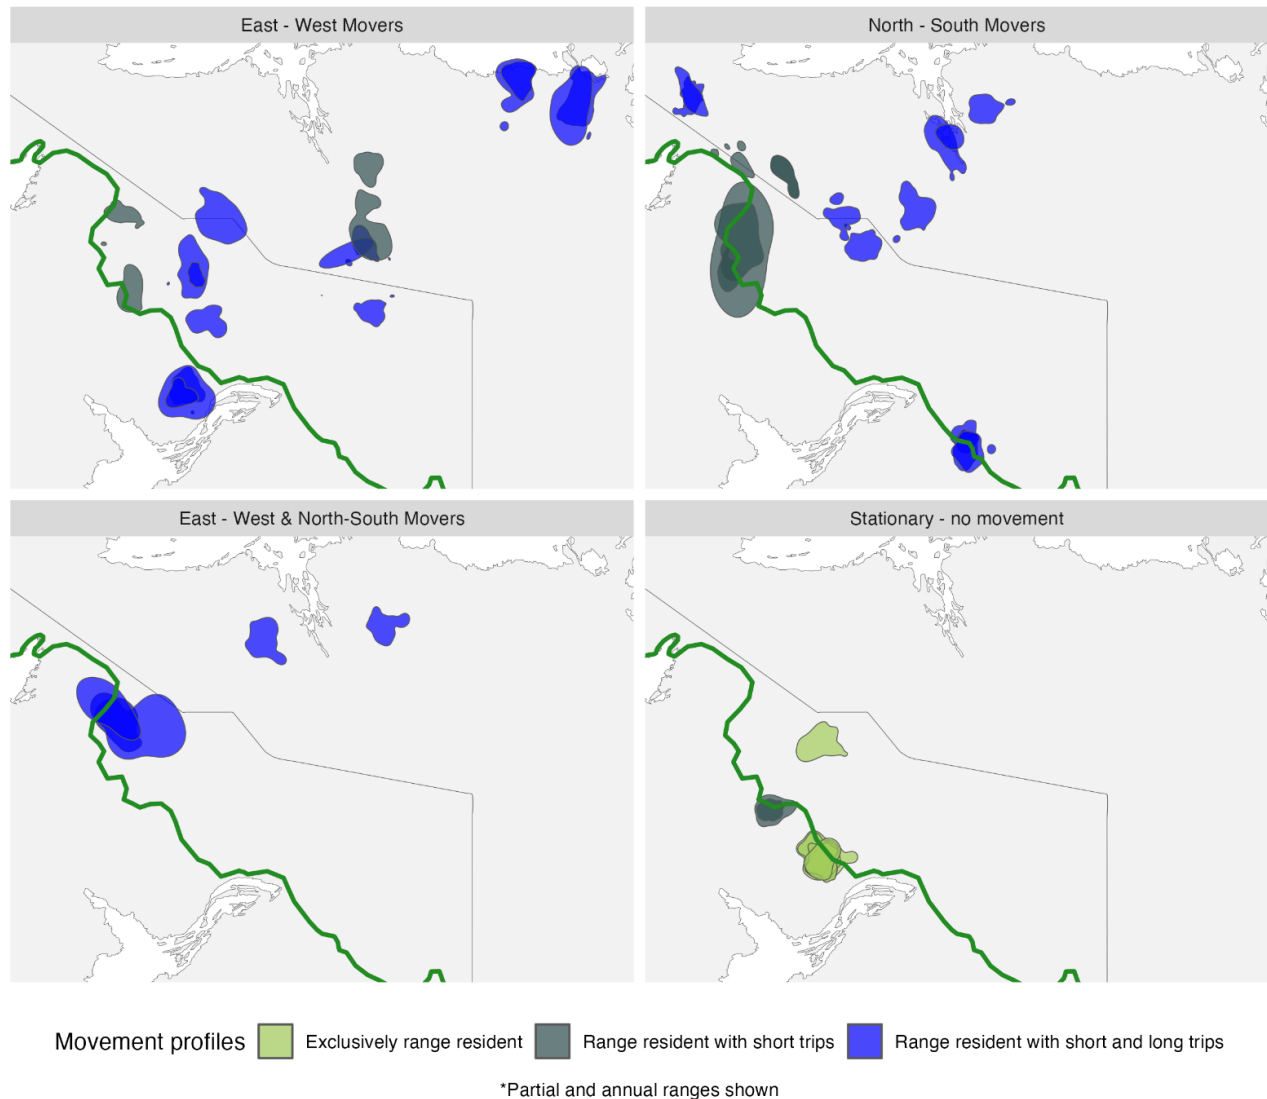 East - West Movers
North - South Movers
East - West & North-South Movers
Stationary - no movement
Movement profiles
Exclusively range resident
Range resident with short trips
Range resident with short and long trips
*Partial and annual ranges shown